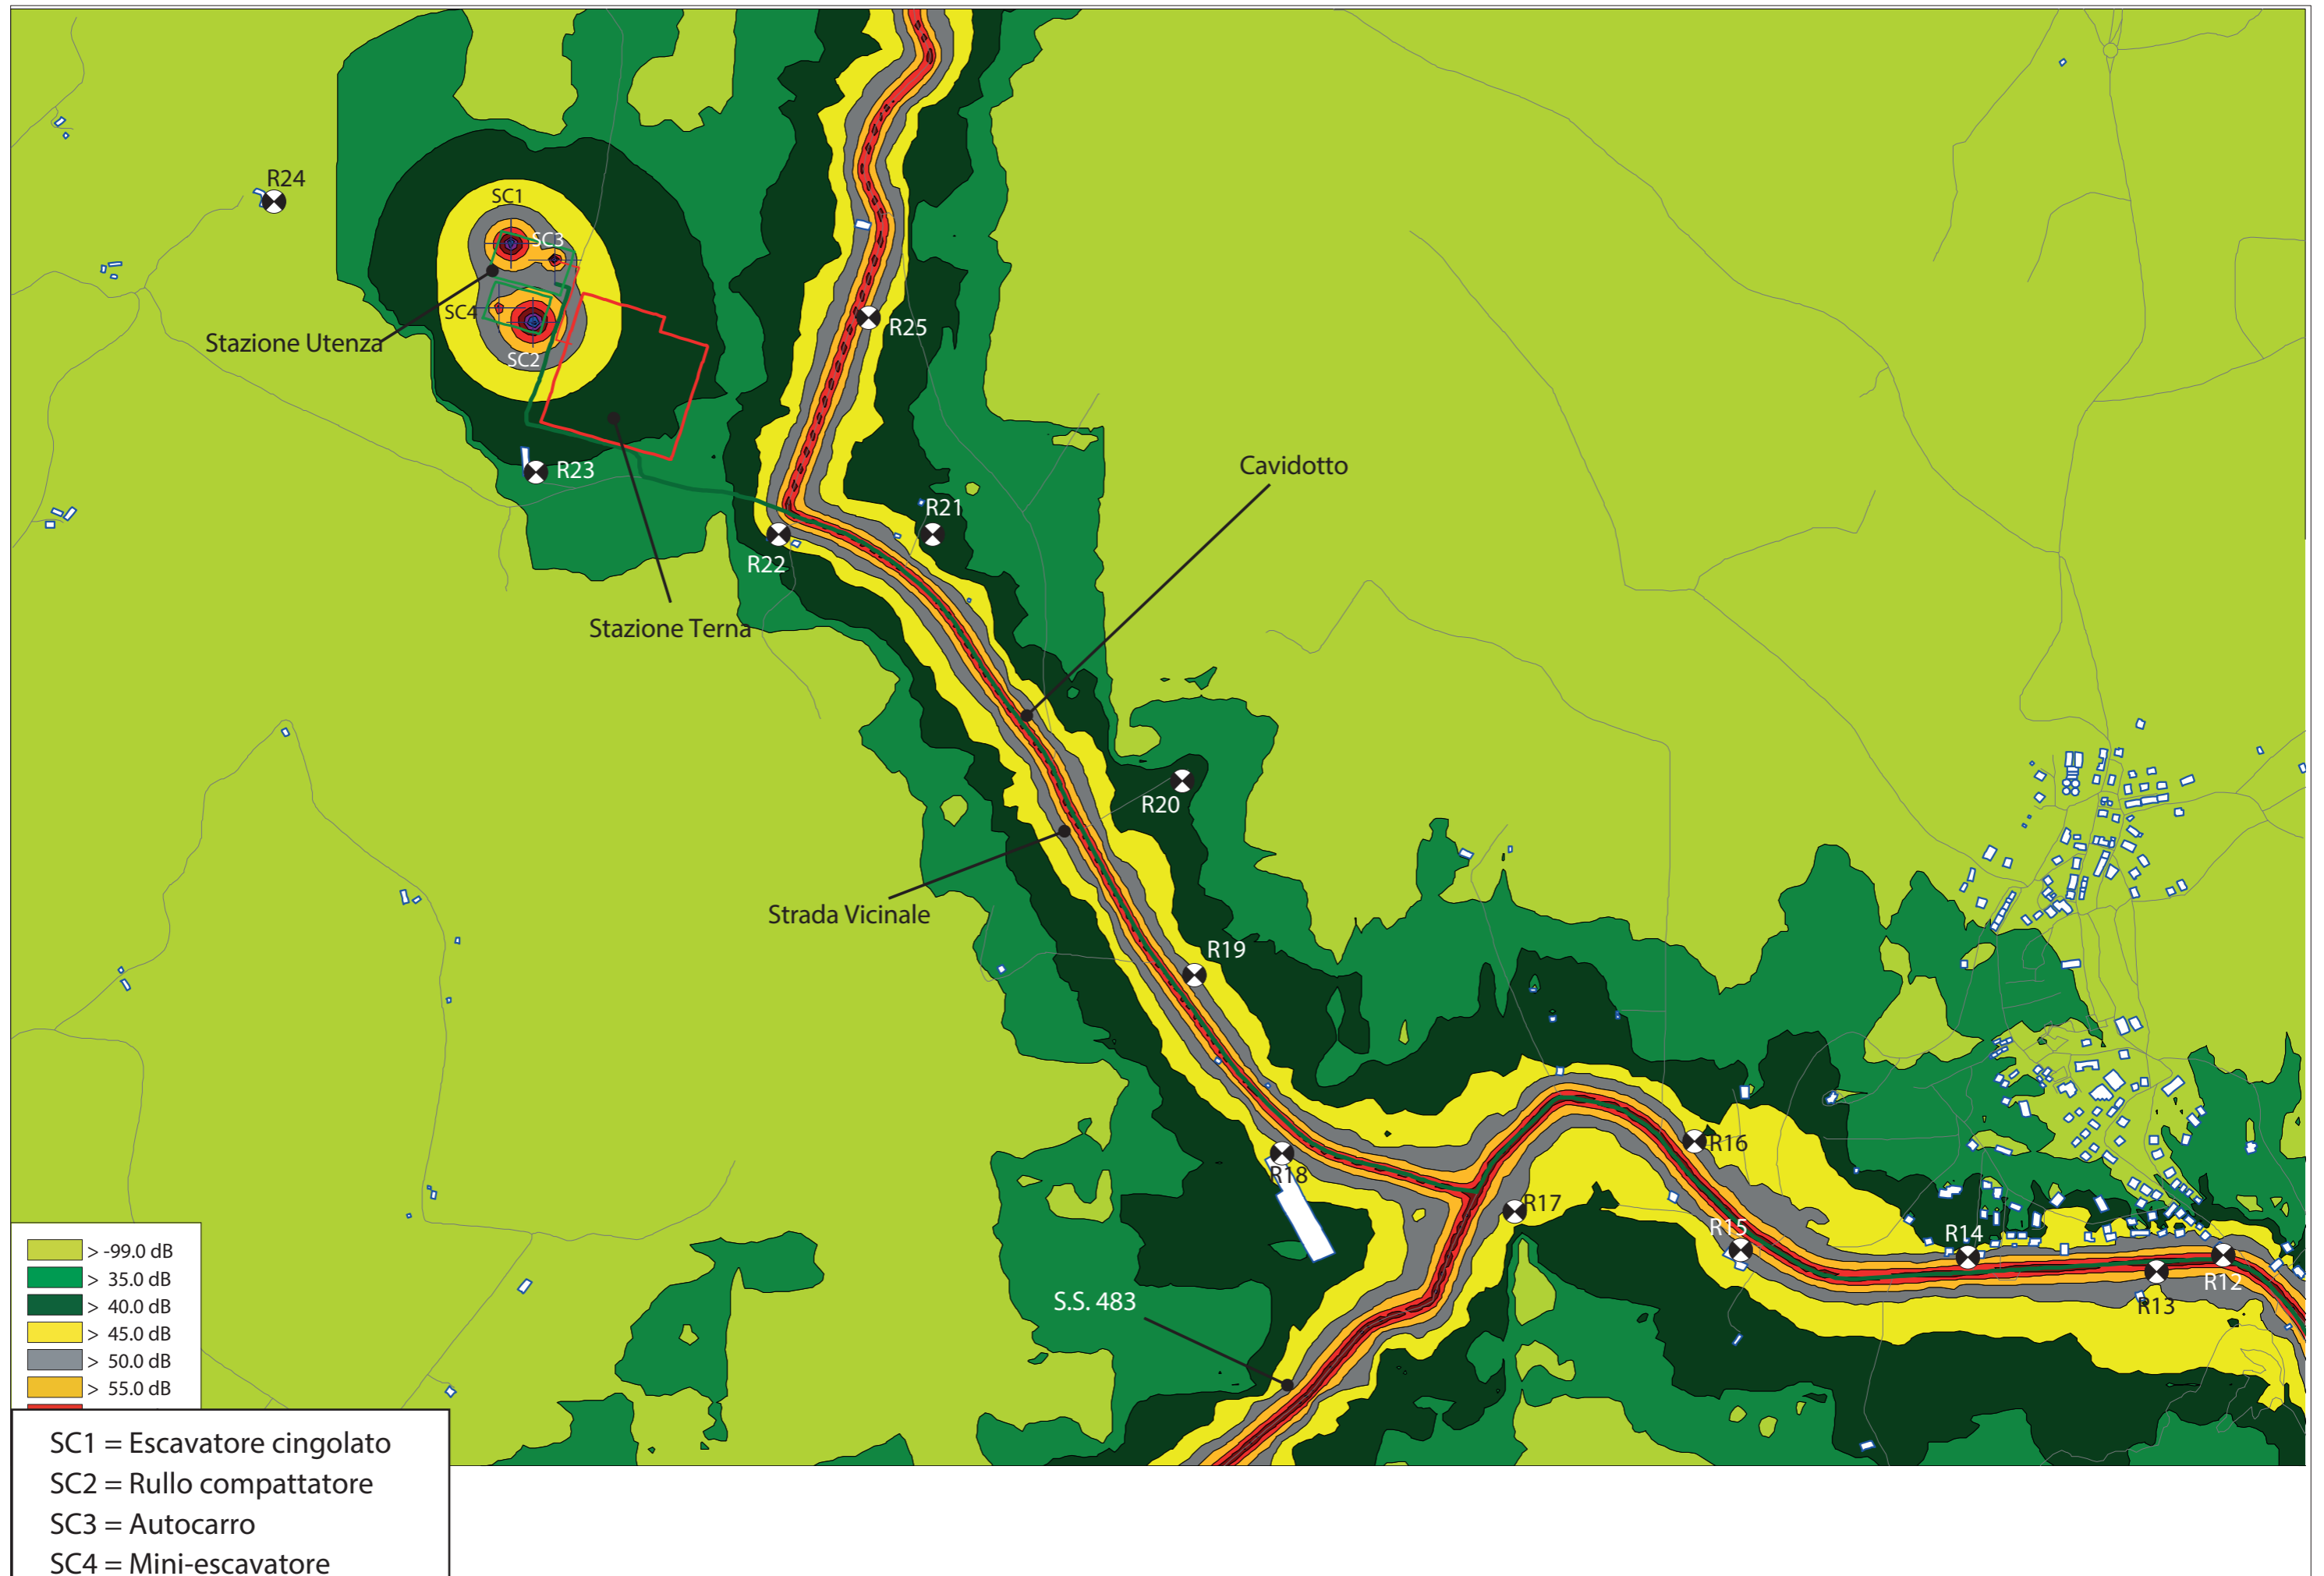 R24
SC1
SC3
SC4
SC2
Stazione Utenza
R25
R23
Cavidotto
R21
R22
Stazione Terna
R20
Strada Vicinale
R19
R16
R18
R17
R15
R14
R12
R13
S.S. 483
> -99.0 dB
> 35.0 dB
> 40.0 dB
> 45.0 dB
> 50.0 dB
> 55.0 dB
SC1 = Escavatore cingolato
SC2 = Rullo compattatore
SC3 = Autocarro
SC4 = Mini-escavatore